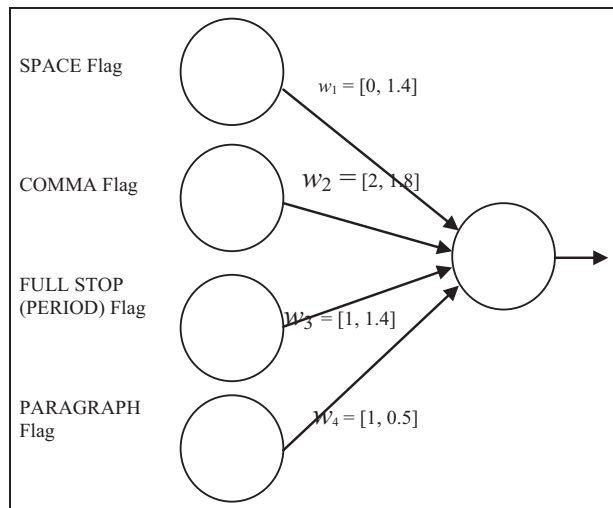 SPACE Flag
w₁ = [0, 1.4]
COMMA Flag
w₂ = [2, 1.8]
FULL STOP
(PERIOD) Flag
w₃ = [1, 1.4]
PARAGRAPH
Flag
w₄ = [1, 0.5]